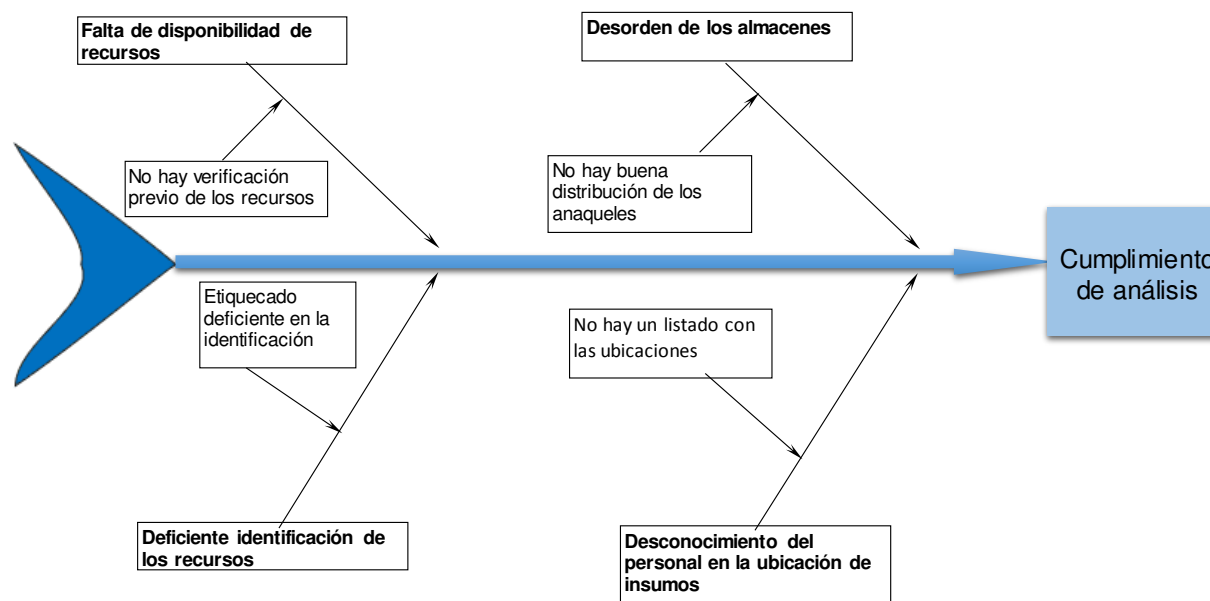 Falta de disponibilidad de
recursos
Desorden de los almacenes
No hay verificación
previo de los recursos
No hay buena
distribución de los
anaqueles
Cumplimiento
de análisis
Etiquecado
deficiente en la
identificación
No hay un listado con
las ubicaciones
Deficiente identificación de
los recursos
Desconocimiento del
personal en la ubicación de
insumos